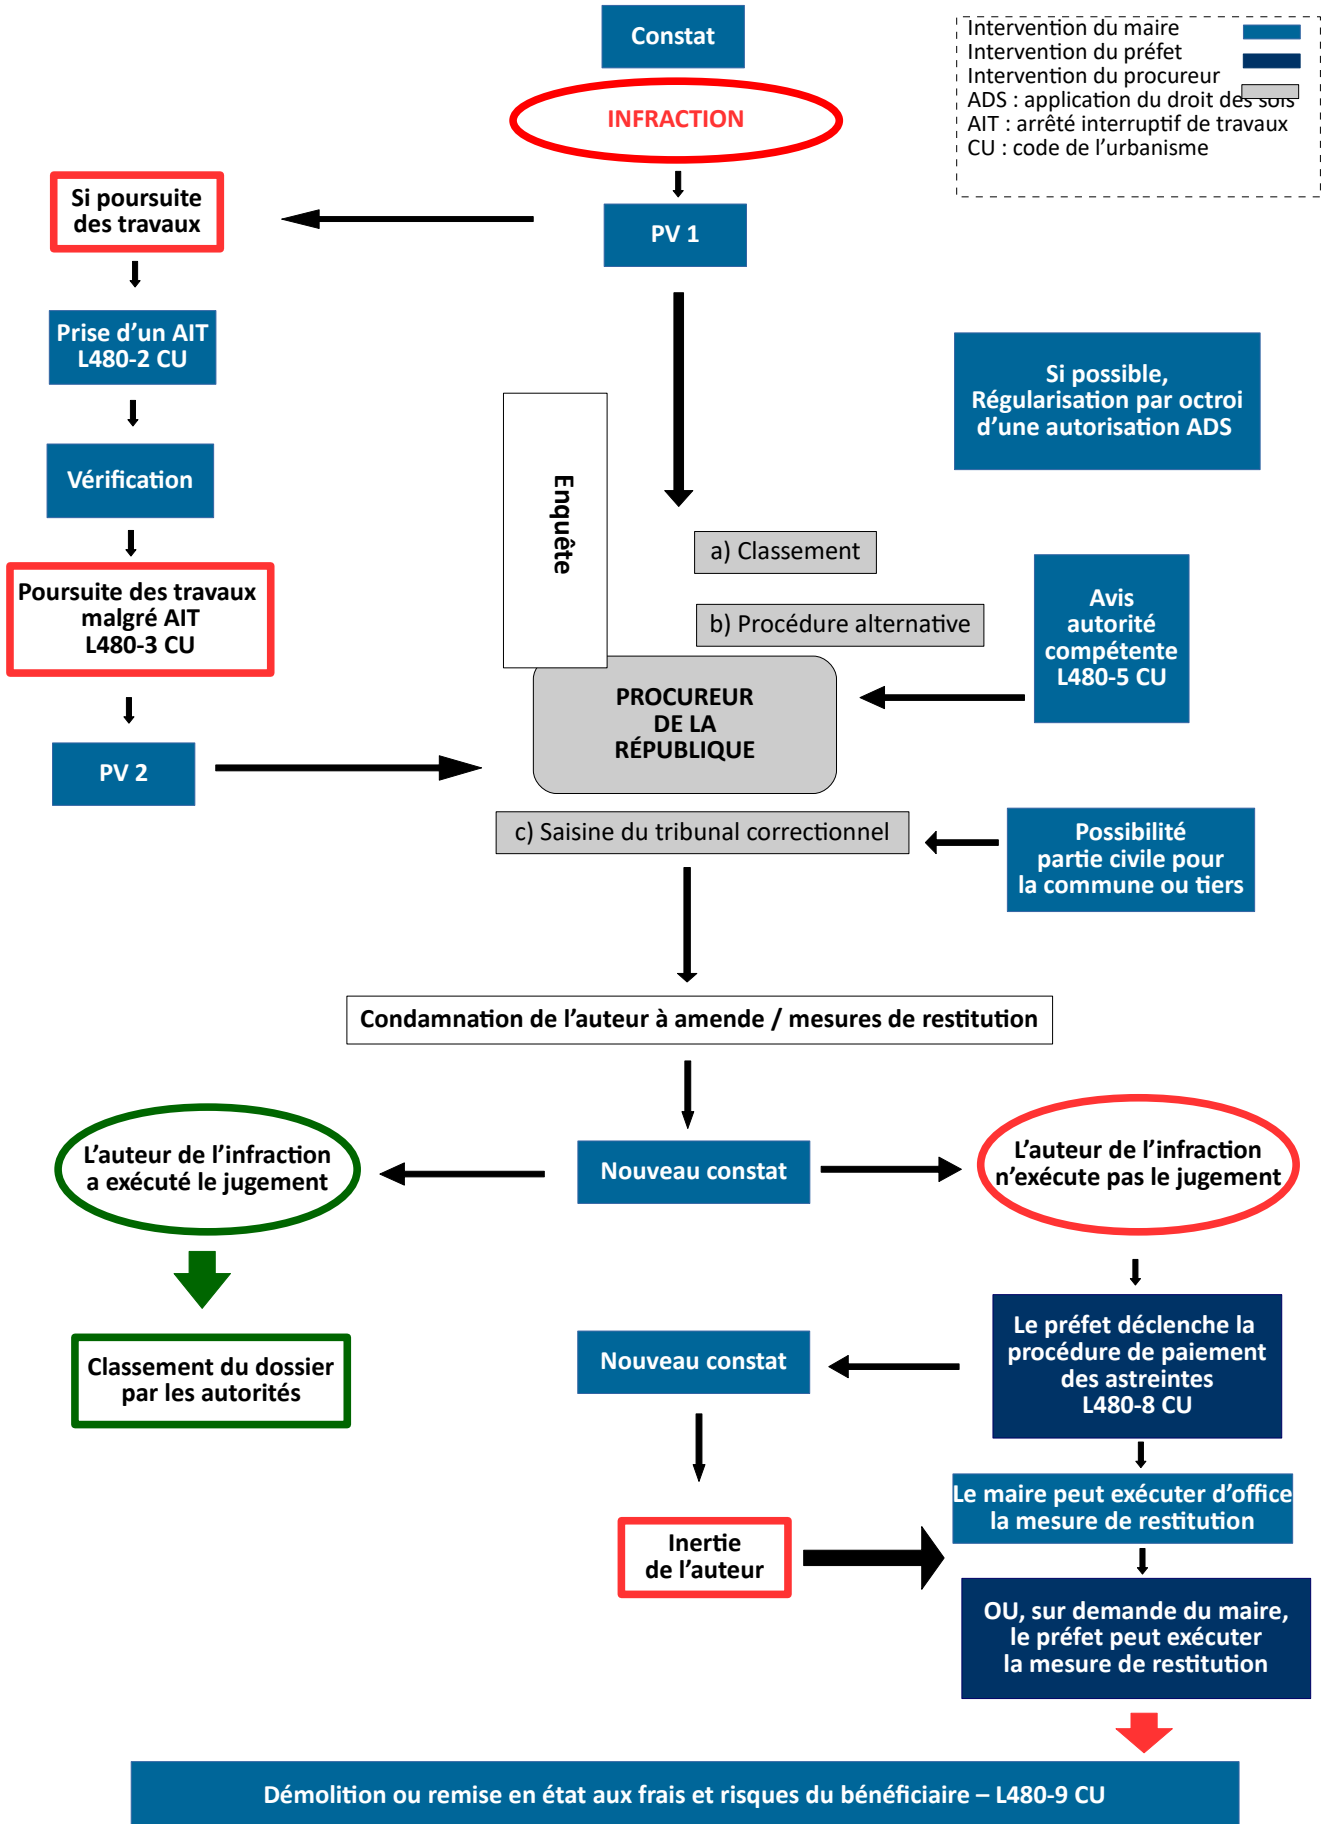 Constat
INFRACTION
Intervention du maire
Intervention du préfet
Intervention du procureur
ADS : application du droit des sols
AIT : arrêté interruptif de travaux
CU : code de l’urbanisme
Si poursuite
des travaux
PV 1
Prise d’un AIT
L480-2 CU
Si possible,
Régularisation par octroi
d’une autorisation ADS
Vérification
Enquête
a) Classement
Poursuite des travaux
malgré AIT
L480-3 CU
b) Procédure alternative
Avis
autorité
compétente
L480-5 CU
PROCUREUR
DE LA
RÉPUBLIQUE
PV 2
c) Saisine du tribunal correctionnel
Possibilité
partie civile pour
la commune ou tiers
Condamnation de l’auteur à amende / mesures de restitution
L’auteur de l’infraction
a exécuté le jugement
Nouveau constat
L’auteur de l’infraction
n’exécute pas le jugement
Classement du dossier
par les autorités
Nouveau constat
Le préfet déclenche la
procédure de paiement
des astreintes
L480-8 CU
Le maire peut exécuter d’office
la mesure de restitution
Inertie
de l’auteur
OU, sur demande du maire,
le préfet peut exécuter
la mesure de restitution
Démolition ou remise en état aux frais et risques du bénéficiaire – L480-9 CU